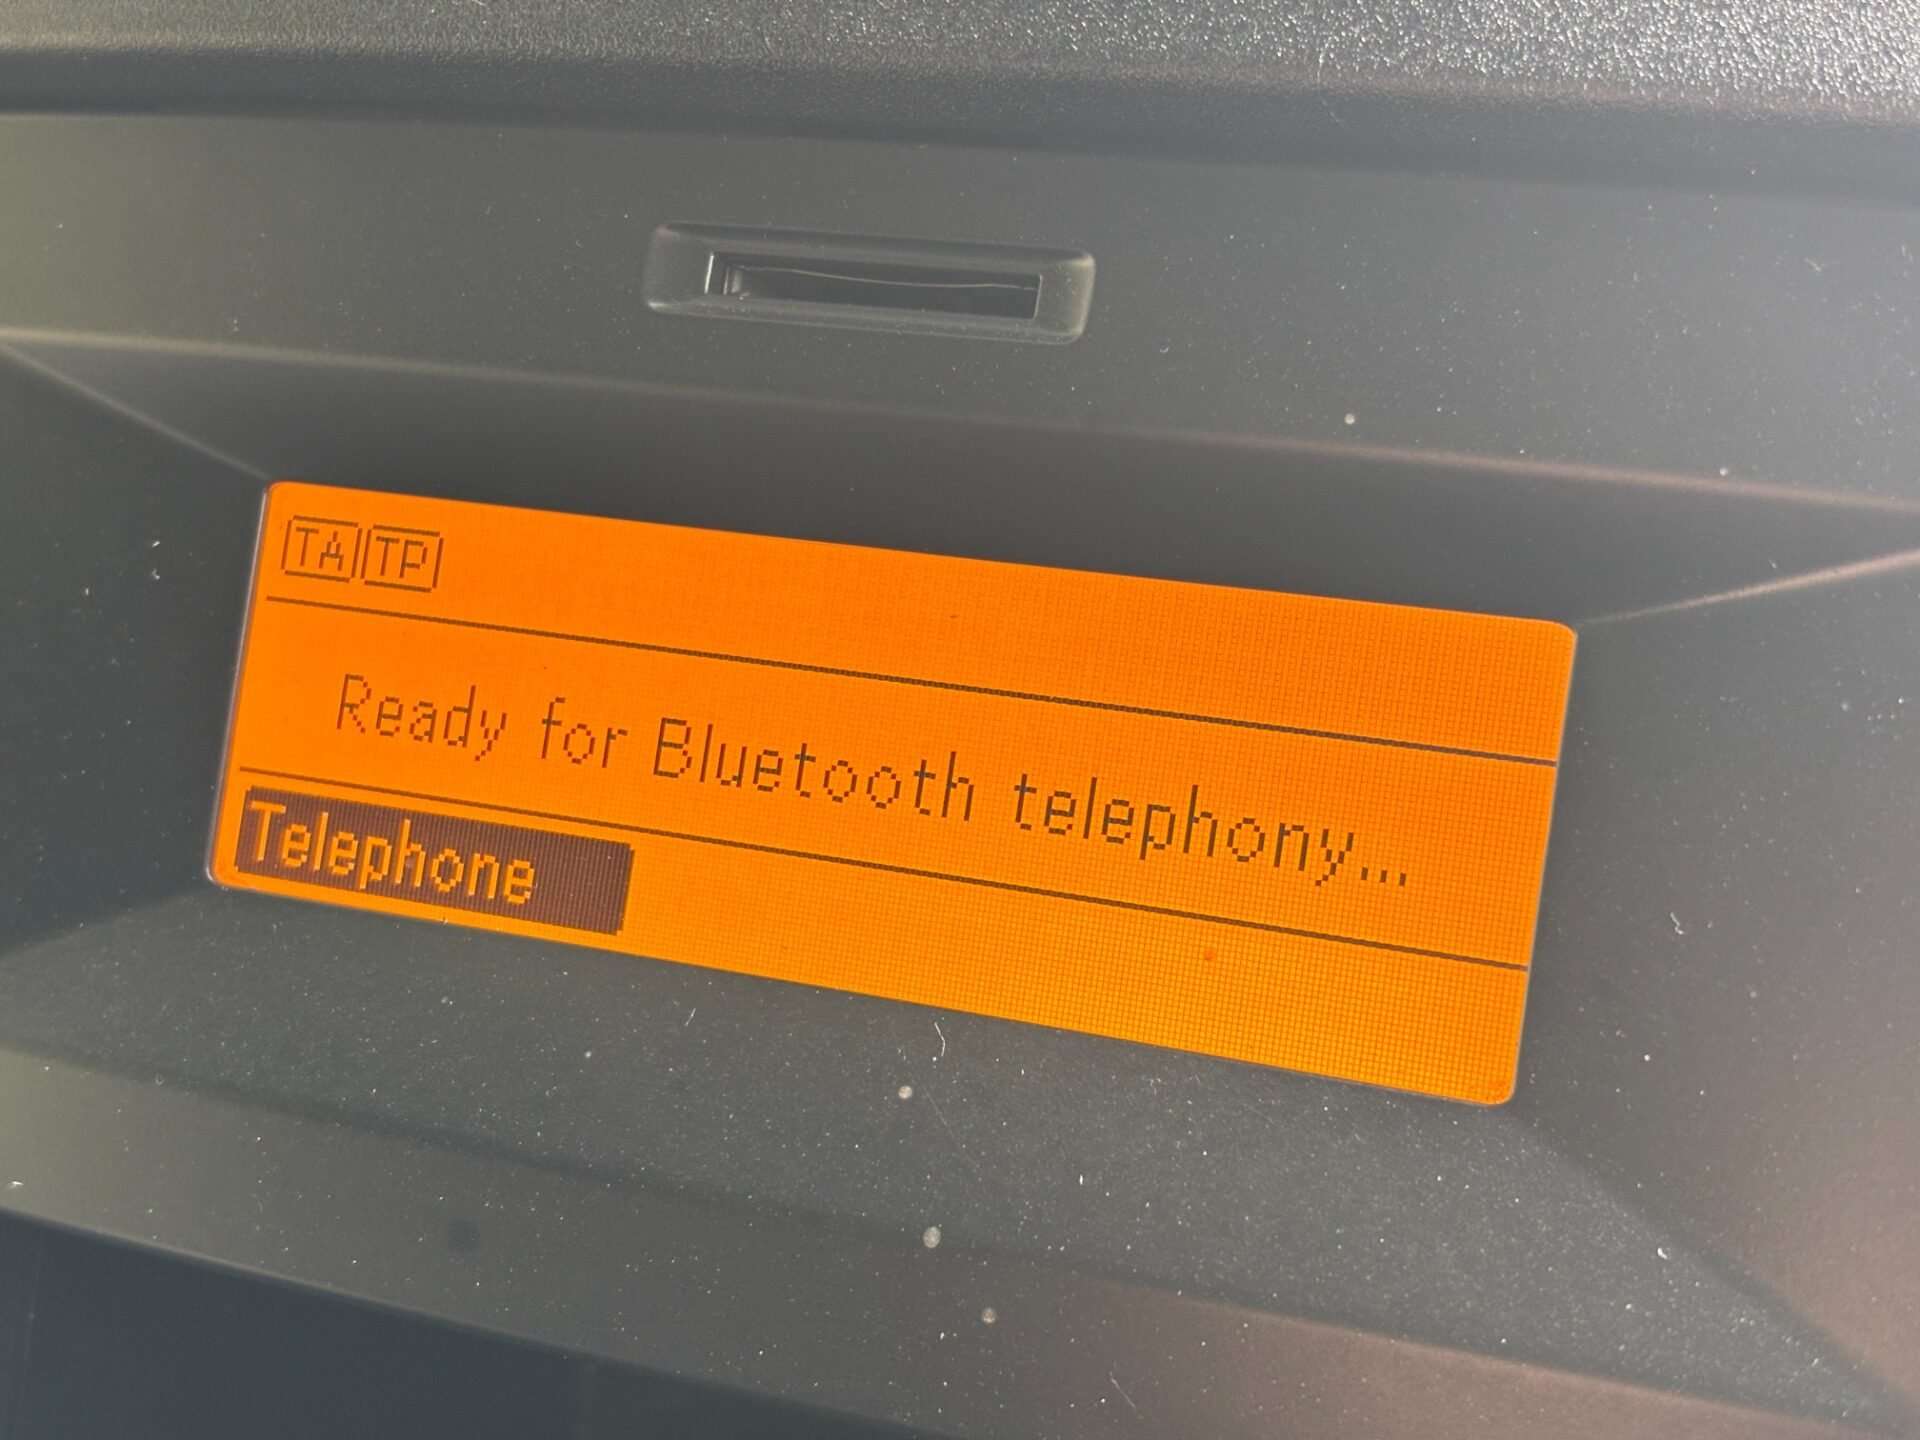 TA TP
Ready for Bluetooth telephony...
Telephone